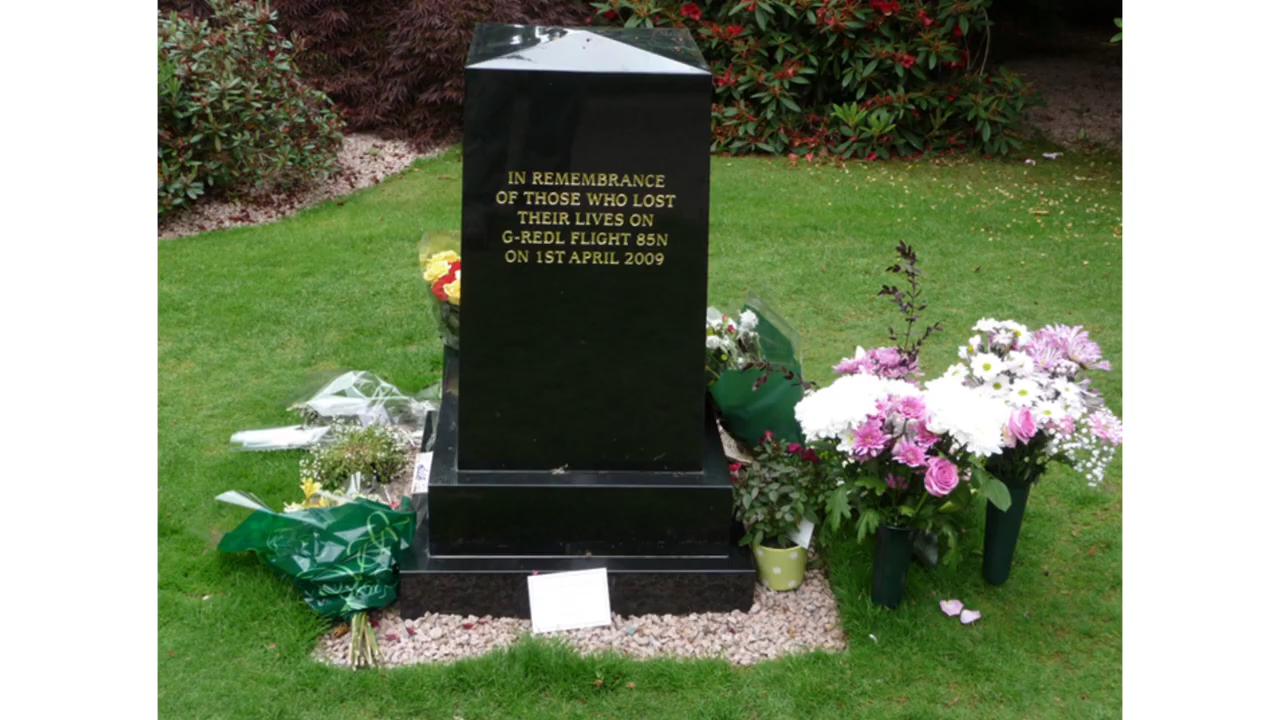 IN REMEMBRANCE
OF THOSE WHO LOST
THEIR LIVES ON
G-REDL FLIGHT 85N
ON 1ST APRIL 2009